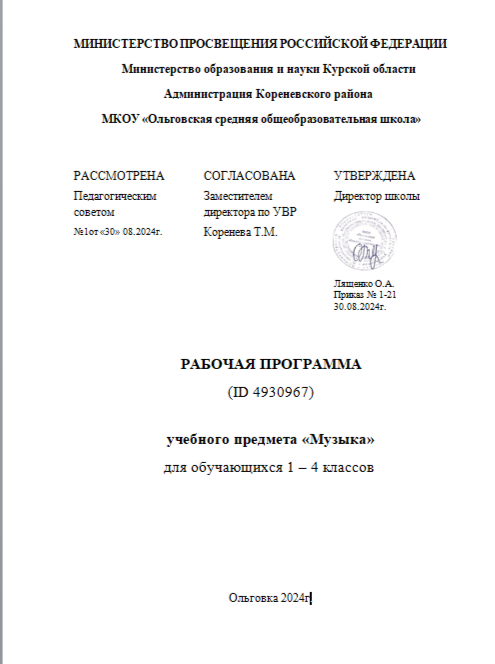 МИНИСТЕРСТВО ПРОСВЕЩЕНИЯ РОССИЙСКОЙ ФЕДЕРАЦИИ
Министерство образования и науки Курской области
Администрация Кореневского района
МКОУ «Ольговская средняя общеобразовательная школа»
РАССМОТРЕНА
Педагогическим
советом
№1от «30» 08.2024г.
СОГЛАСОВАНА
Заместителем
директора по УВР
Коренева Т.М.
УТВЕРЖДЕНА
Директор школы
Лященко О.А.
Приказ № 1-21
30.08.2024г.
РАБОЧАЯ ПРОГРАММА
(ID 4930967)
учебного предмета «Музыка»
для обучающихся 1 – 4 классов
Ольговка 2024г